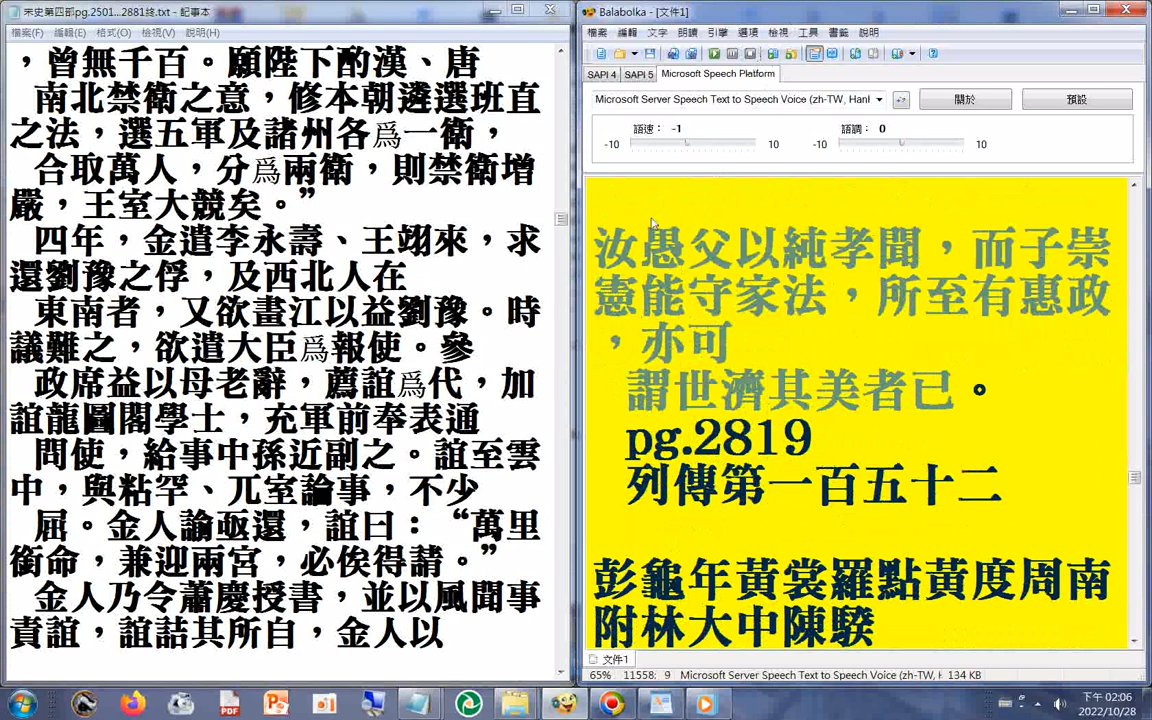 宋史第四部pg.2501...2881終.txt - 記事本
檔案(F) 編輯(E) 格式(O) 檢視(V) 說明(H)
，曾無千百。願陛下酌漢、唐
南北禁衛之意，修本朝遴選班直
之法，選五軍及諸州各爲一衛，
合取萬人，分爲兩衛，則禁衛增
嚴，王室大競矣。”
四年，金遣李永壽、王翊來，求
還劉豫之俘，及西北人在
東南者，又欲畫江以益劉豫。時
議難之，欲遣大臣爲報使。參
政席益以母老辭，薦誼爲代，加
誼龍圖閣學士，充軍前奉表通
問使，給事中孫近副之。誼至雲
中，與粘罕、兀室論事，不少
屈。金人諭亟還，誼曰：“萬里
銜命，兼迎兩宮，必俟得請。”
金人乃令蕭慶授書，並以風聞事
責誼，誼詰其所自，金人以
Balabolka - [文件1]
檔案 編輯 文字 朗讀 引擎 選項 檢視 工具 書籤 說明
SAPI 4 SAPI 5 Microsoft Speech Platform
Microsoft Server Speech Text to Speech Voice (zh-TW, Hanl
關於 預設
語速： -1 語調： 0
-10 10 -10 10
汝愚父以純孝聞，而子崇
憲能守家法，所至有惠政
，亦可
謂世濟其美者已。
pg.2819
列傳第一百五十二
彭龜年黃裳羅點黃度周南
附林大中陳騤
文件1
65% 11558: 9 Microsoft Server Speech Text to Speech Voice (zh-TW, H 134 KB
下午 02:06
2022/10/28